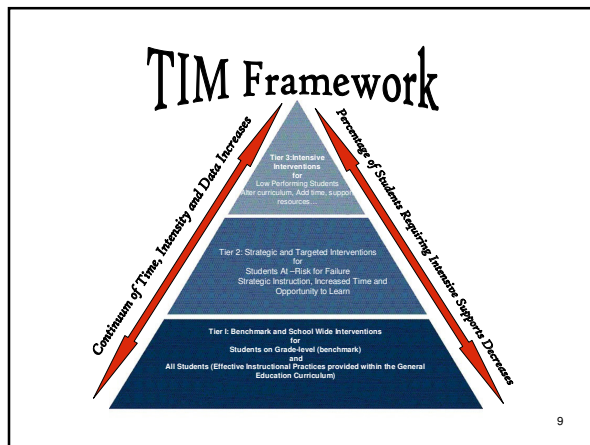 TIM Framework
Continuum of Time, Intensity and Data Increases
Percentage of Students Requiring Intensive Supports Decreases
Tier 3:Intensive
Interventions
for
Low Performing Students
Alter curriculum, Add time, support
resources…
Tier 2: Strategic and Targeted Interventions
for
Students At –Risk for Failure
Strategic Instruction, Increased Time and
Opportunity to Learn
Tier I: Benchmark and School Wide Interventions
for
Students on Grade-level (benchmark)
and
All Students (Effective Instructional Practices provided within the General
Education Curriculum)
9